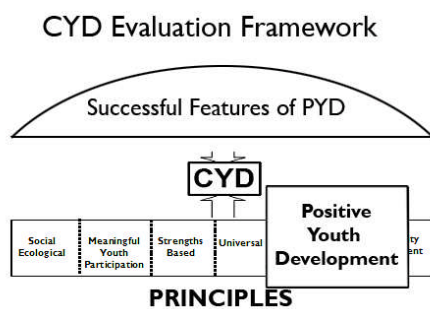 CYD Evaluation Framework
Successful Features of PYD
CYD
Social
Ecological
Meaningful
Youth
Participation
Strengths
Based
Universal
Positive
Youth
Development
PRINCIPLES